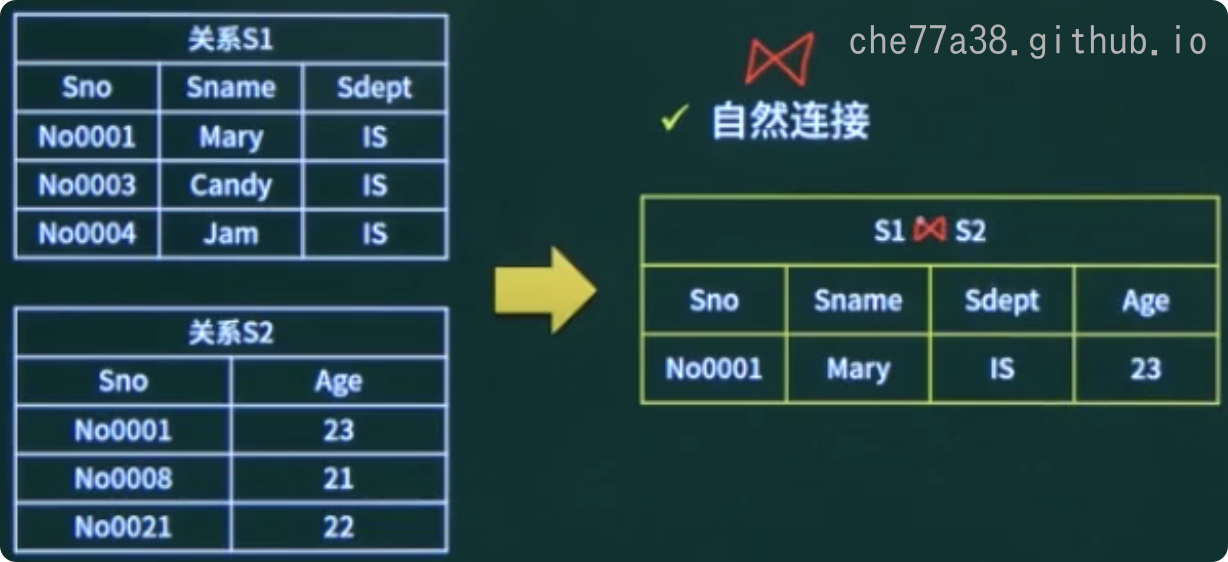 关系S1
Sno Sname Sdept
No0001 Mary IS
No0003 Candy IS
No0004 Jam IS
关系S2
Sno Age
No0001 23
No0008 21
No0021 22
che77a38.github.io
✓ 自然连接
S1 ⋈ S2
Sno Sname Sdept Age
No0001 Mary IS 23